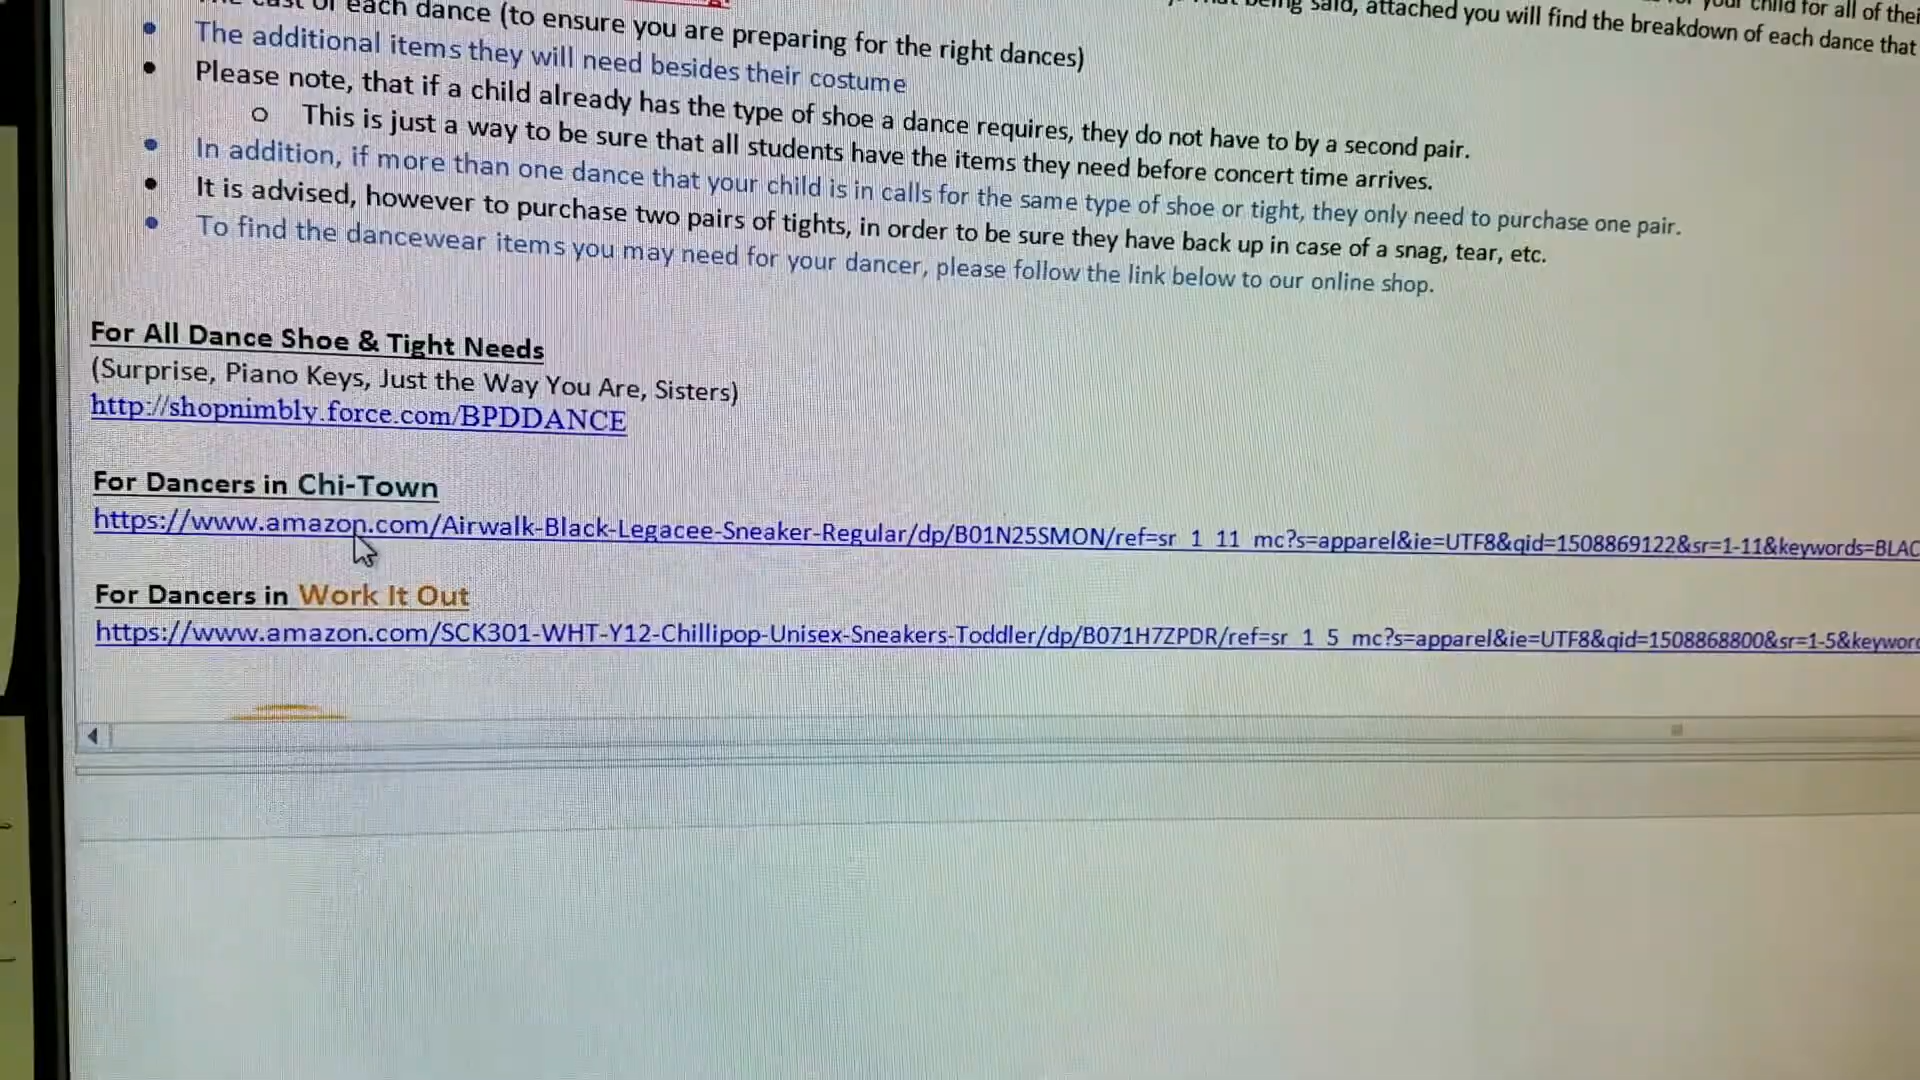 of each dance (to ensure you are preparing for the right dances)
being said, attached you will find the breakdown of each dance that
your child for all of
The additional items they will need besides their costume
Please note, that if a child already has the type of shoe a dance requires, they do not have to by a second pair.
This is just a way to be sure that all students have the items they need before concert time arrives.
In addition, if more than one dance that your child is in calls for the same type of shoe or tight, they only need to purchase one pair.
It is advised, however to purchase two pairs of tights, in order to be sure they have back up in case of a snag, tear, etc.
To find the dancewear items you may need for your dancer, please follow the link below to our online shop.
For All Dance Shoe & Tight Needs
(Surprise, Piano Keys, Just the Way You Are, Sisters)
http://shopnimbly.force.com/BPDDANCE
For Dancers in Chi-Town
https://www.amazon.com/Airwalk-Black-Legacee-Sneaker-Regular/dp/B01N25SMON/ref=sr_1_11_mc?s=apparel&ie=UTF8&qid=1508869122&sr=1-11&keywords=BLAC
For Dancers in Work It Out
https://www.amazon.com/SCK301-WHT-Y12-Chillipop-Unisex-Sneakers-Toddler/dp/B071H7ZPDR/ref=sr_1_5_mc?s=apparel&ie=UTF8&qid=1508868800&sr=1-5&keywor